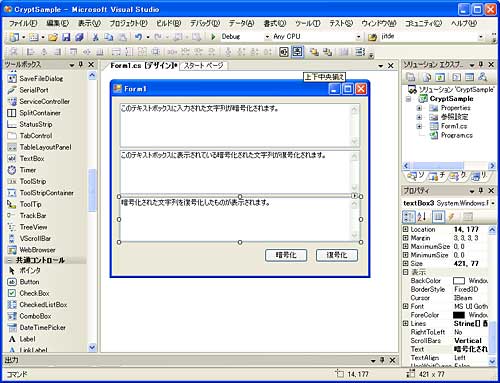 CryptSample - Microsoft Visual Studio
ファイル(F) 編集(E) 表示(V) プロジェクト(P) ビルド(B) デバッグ(D) データ(A) 書式(O) ツール(T) テスト(S) ウィンドウ(W) コミュニティ(C) ヘルプ(H)
Debug Any CPU jitde
ツールボックス
SaveFileDialog
SerialPort
ServiceController
SplitContainer
StatusStrip
TabControl
TableLayoutPanel
TextBox
Timer
ToolStrip
ToolStripContainer
ToolTip
TrackBar
TreeView
VScrollBar
WebBrowser
共通コントロール
ポインタ
Button
CheckBox
CheckedListBox
ComboBox
DateTimePicker
Label
LinkLabel
Form1.cs [デザイン]* スタート ページ
上下中央揃え
Form1
このテキストボックスに入力された文字列が暗号化されます。
このテキストボックスに表示されている暗号化された文字列が復号化されます。
暗号化された文字列を復号化したものが表示されます。
暗号化 復号化
ソリューション エクスプ
ソリューション 'CryptSample'
CryptSample
Properties
参照設定
Form1.cs
Program.cs
ソ チ ク リ
プロパティ
textBox3 System.Windows.F
Location 14, 177
Margin 3, 3, 3, 3
MaximumSize 0, 0
MinimumSize 0, 0
Size 421, 77
表示
BackColor Window
BorderStyle Fixed3D
Cursor IBeam
Font MS UI Goth
ForeColor Window
Lines String[] 配
RightToLeft No
ScrollBars Vertical
Text 暗号化され
TextAlign Left
出力
コマンド 14, 177 421 x 77